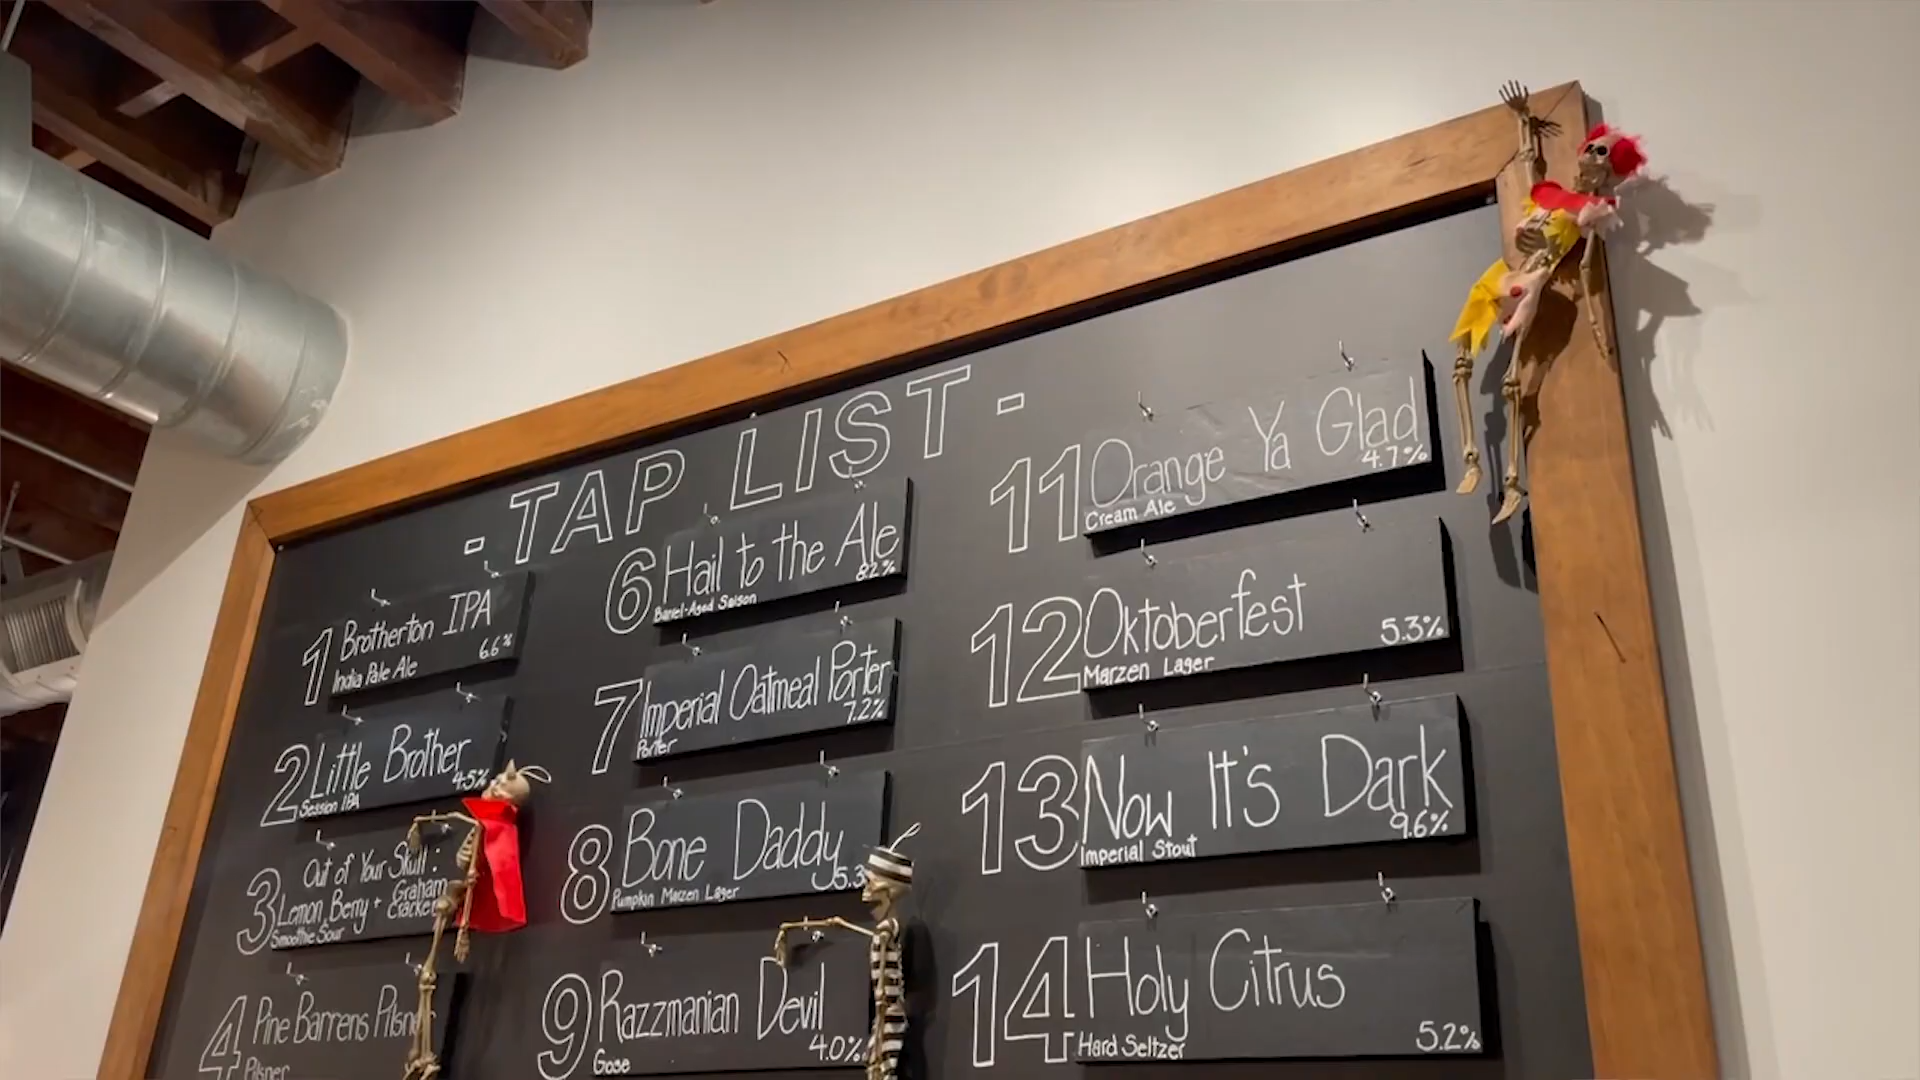 - TAP LIST -
1 Brotherton IPA
India Pale Ale 6.6%
2 Little Brother
Session IPA 4.5%
3 Out of Your Skull:
Lemon Berry + Graham Cracker
Smoothie Sour
4 Pine Barrens Pilsner
Pilsner
6 Hail to the Ale
Barrel-Aged Saison 8.2%
7 Imperial Oatmeal Porter
Porter 7.2%
8 Bone Daddy
Pumpkin Marzen Lager 5.3
9 Razzmanian Devil
Gose 4.0%
11 Orange Ya Glad
Cream Ale 4.7%
12 Oktoberfest
Marzen Lager 5.3%
13 Now It's Dark
Imperial Stout 9.6%
14 Holy Citrus
Hard Seltzer 5.2%